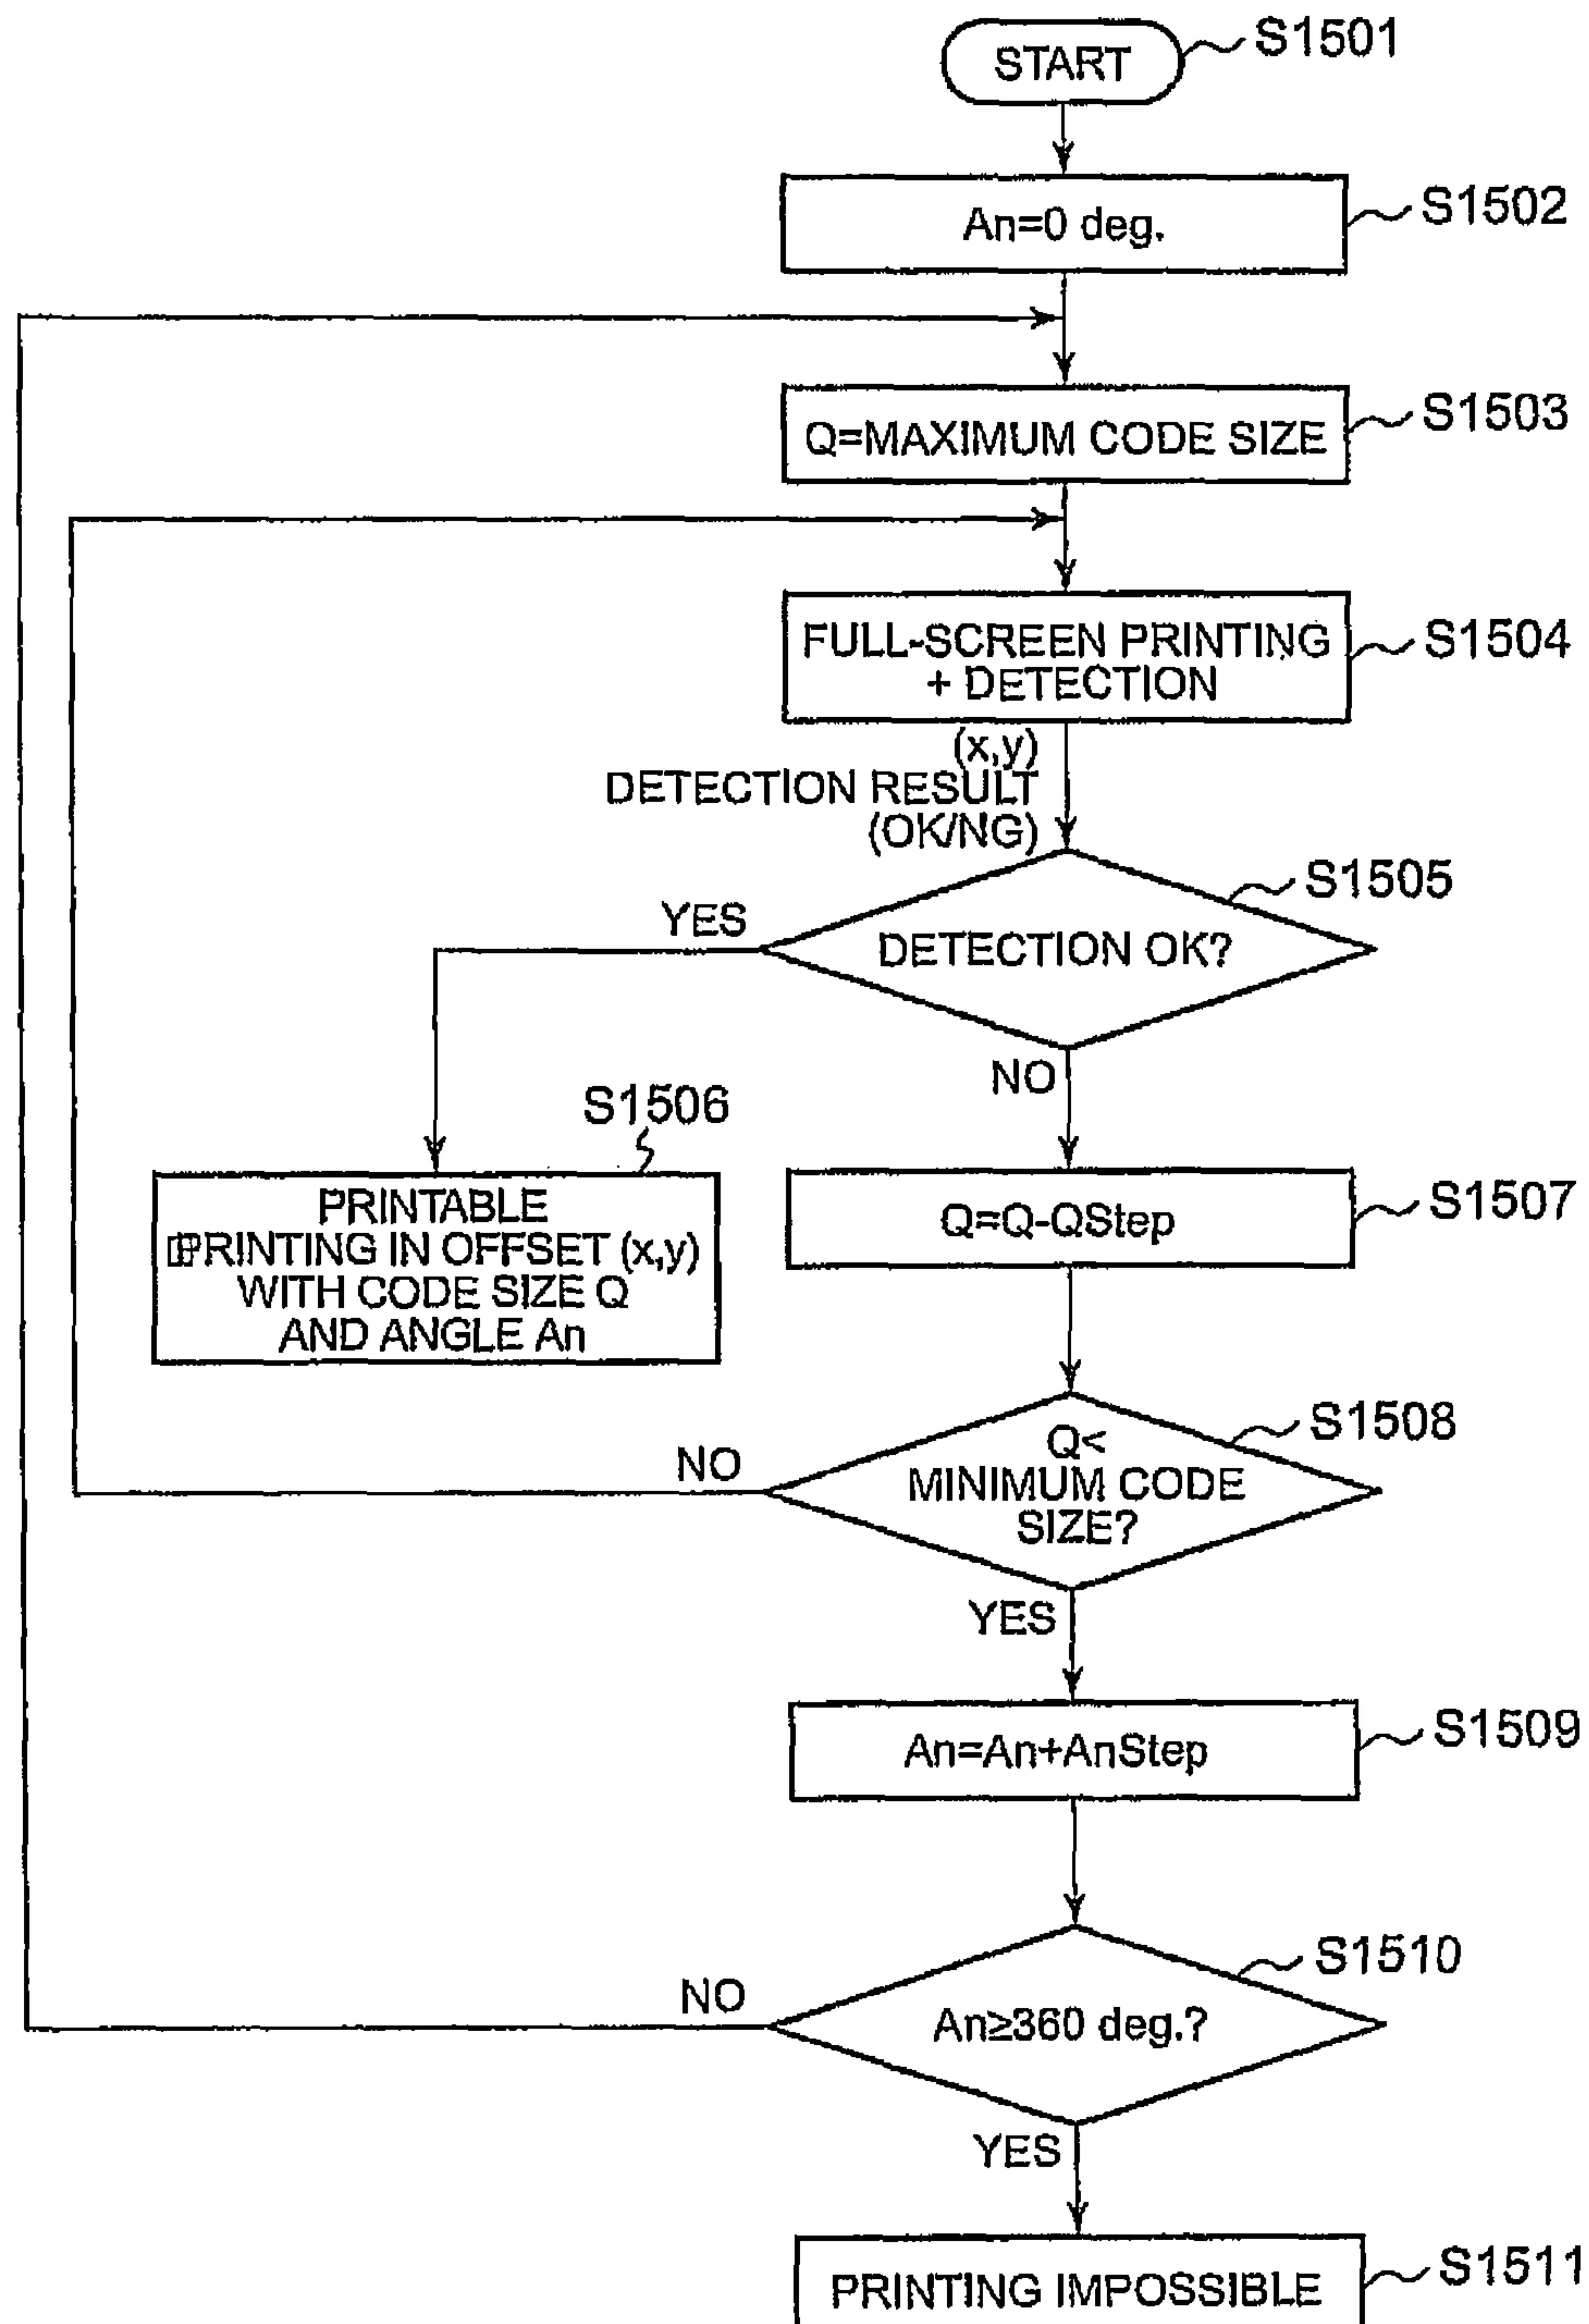 START
S1501
An=0 deg.
S1502
Q=MAXIMUM CODE SIZE
S1503
FULL-SCREEN PRINTING
+ DETECTION
S1504
(x,y)
DETECTION RESULT
(OK/NG)
S1505
YES
DETECTION OK?
NO
S1506
PRINTABLE
PRINTING IN OFFSET (x,y)
WITH CODE SIZE Q
AND ANGLE An
Q=Q-QStep
S1507
S1508
NO
Q<
MINIMUM CODE
SIZE?
YES
An=An+AnStep
S1509
S1510
NO
An≥360 deg.?
YES
PRINTING IMPOSSIBLE
S1511